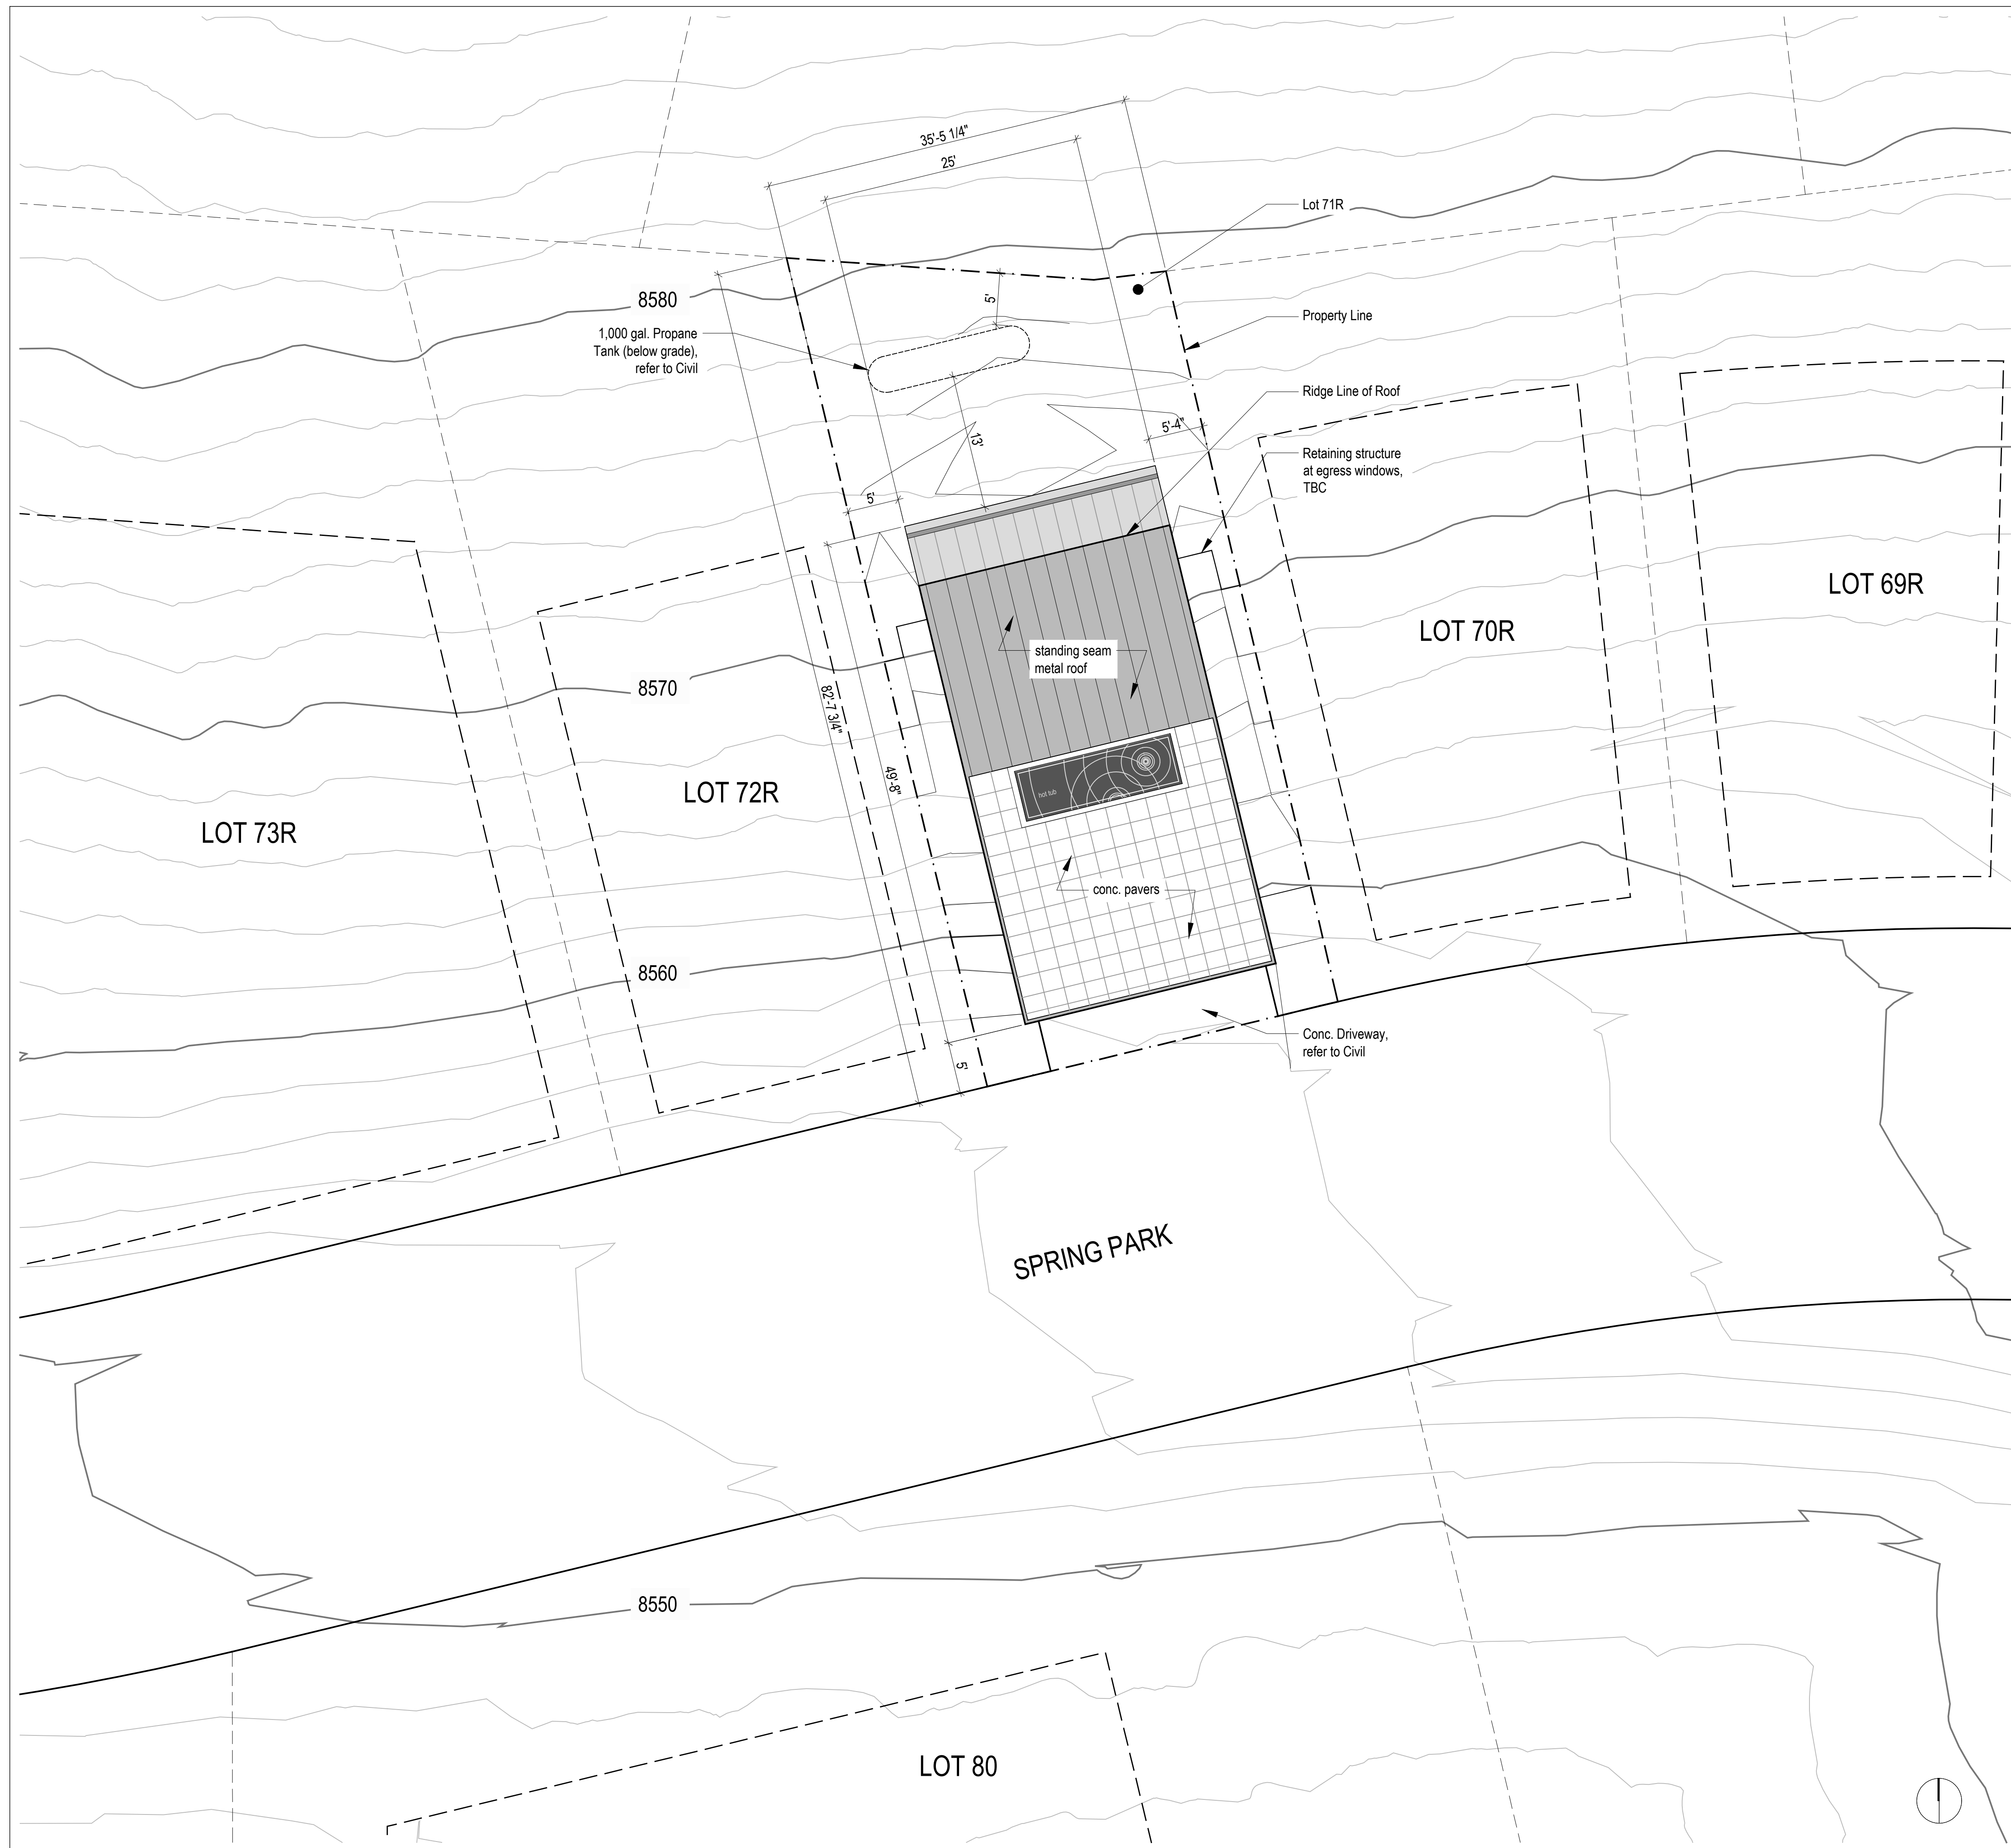 35'-5 1/4"
25'
Lot 71R
5'
8580
Property Line
1,000 gal. Propane
Tank (below grade),
refer to Civil
Ridge Line of Roof
5'-4"
13'
Retaining structure
at egress windows,
TBC
5'
LOT 69R
LOT 70R
standing seam
metal roof
8570
82'-7 3/4"
49'-8"
LOT 72R
hot tub
LOT 73R
conc. pavers
8560
Conc. Driveway,
refer to Civil
5'
SPRING PARK
8550
LOT 80